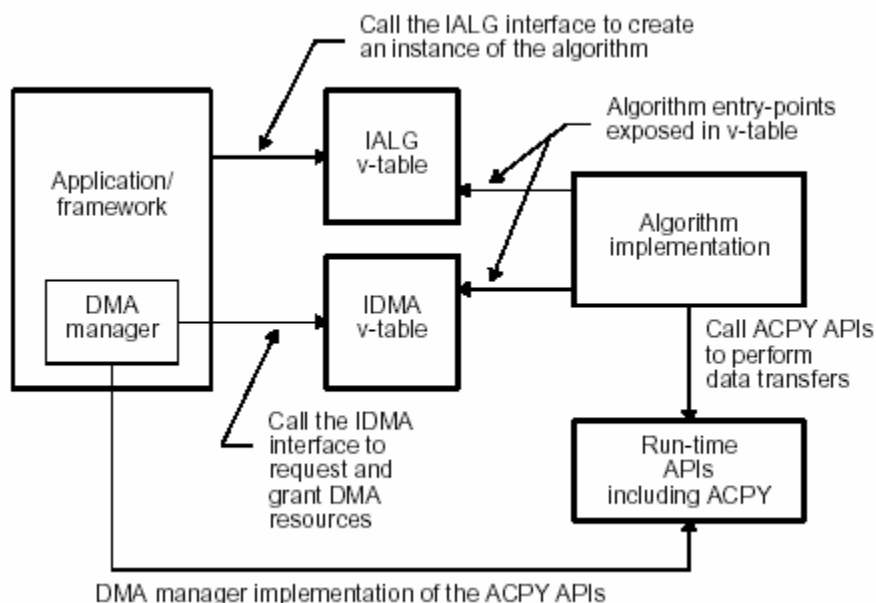 Call the IALG interface to create
an instance of the algorithm
Algorithm entry-points
exposed in v-table
IALG
v-table
Application/
framework
Algorithm
implementation
DMA
manager
IDMA
v-table
Call ACPY APIs
to perform
data transfers
Call the IDMA
interface to
request and
grant DMA
resources
Run-time
APIs
including ACPY
DMA manager implementation of the ACPY APIs